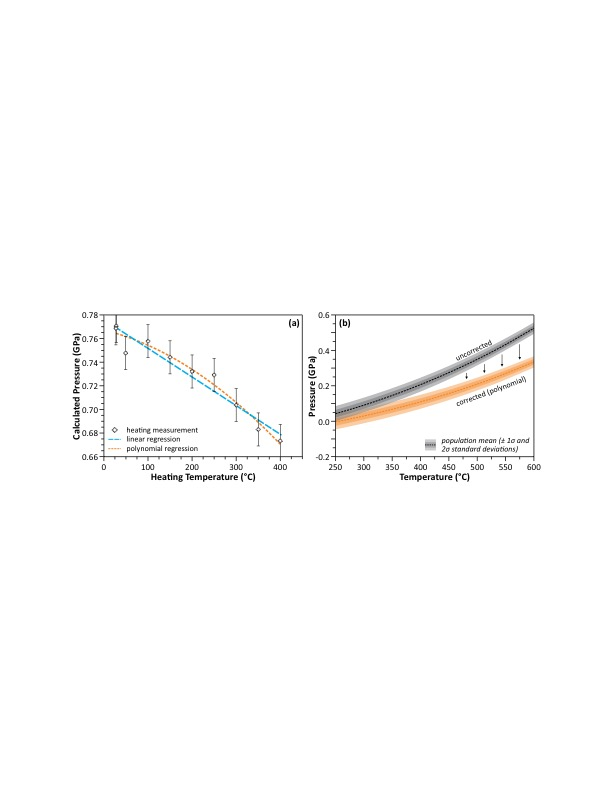 0.78
0.76
0.74
0.72
0.70
0.68
0.66
Calculated Pressure (GPa)
(a)
heating measurement
linear regression
polynomial regression
0 100 200 300 400
Heating Temperature (°C)
0.6
0.4
0.2
0.0
-0.2
Pressure (GPa)
(b)
uncorrected
corrected (polynomial)
population mean (± 1σ and
2σ standard deviations)
250 300 350 400 450 500 550 600
Temperature (°C)